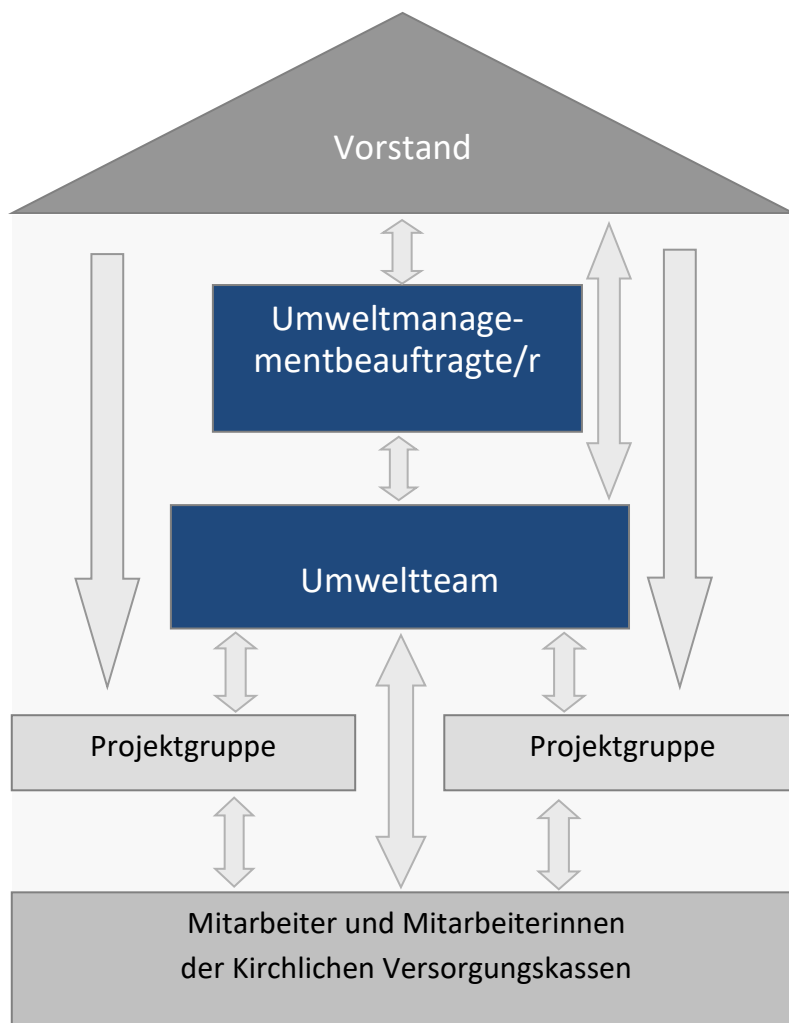 Vorstand
Umweltmanage-
mentbeauftragte/r
Umweltteam
Projektgruppe
Projektgruppe
Mitarbeiter und Mitarbeiterinnen
der Kirchlichen Versorgungskassen